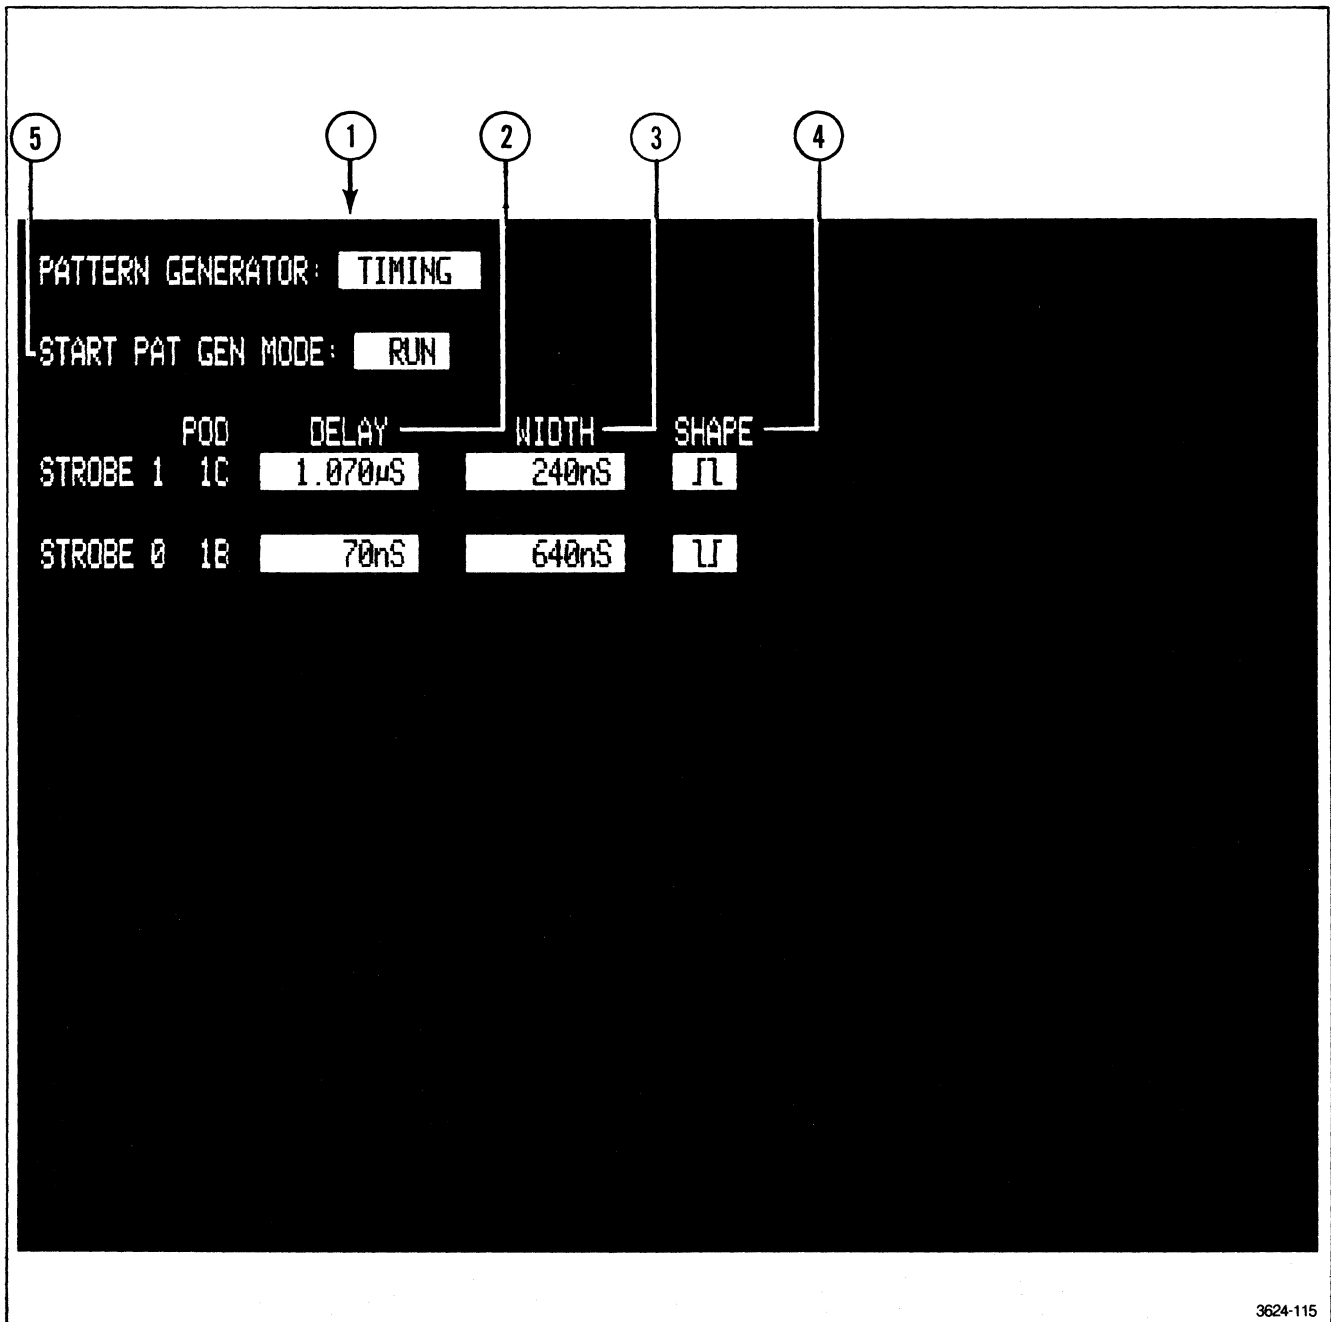 5 1 2 3 4
PATTERN GENERATOR: TIMING
START PAT GEN MODE: RUN
POD DELAY WIDTH SHAPE
STROBE 1 1C 1.070µS 240nS
STROBE 0 1B 70nS 640nS
3624-115